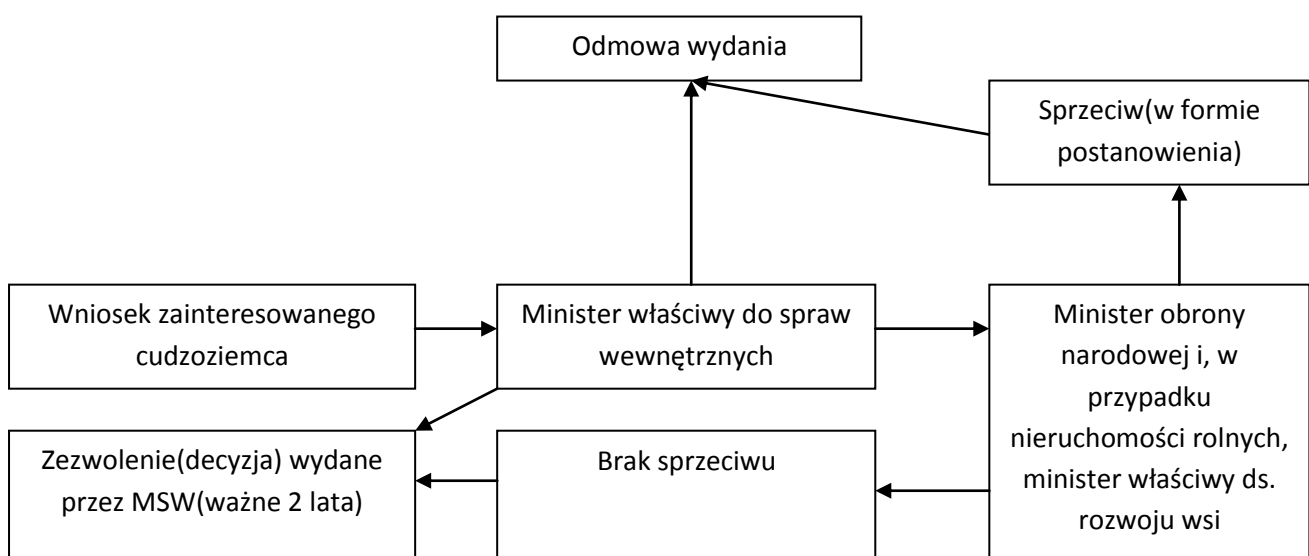 Odmowa wydania
Sprzeciw(w formie
postanowienia)
Wniosek zainteresowanego
cudzoziemca
Minister właściwy do spraw
wewnętrznych
Minister obrony
narodowej i, w
przypadku
nieruchomości rolnych,
minister właściwy ds.
rozwoju wsi
Zezwolenie(decyzja) wydane
przez MSW(ważne 2 lata)
Brak sprzeciwu